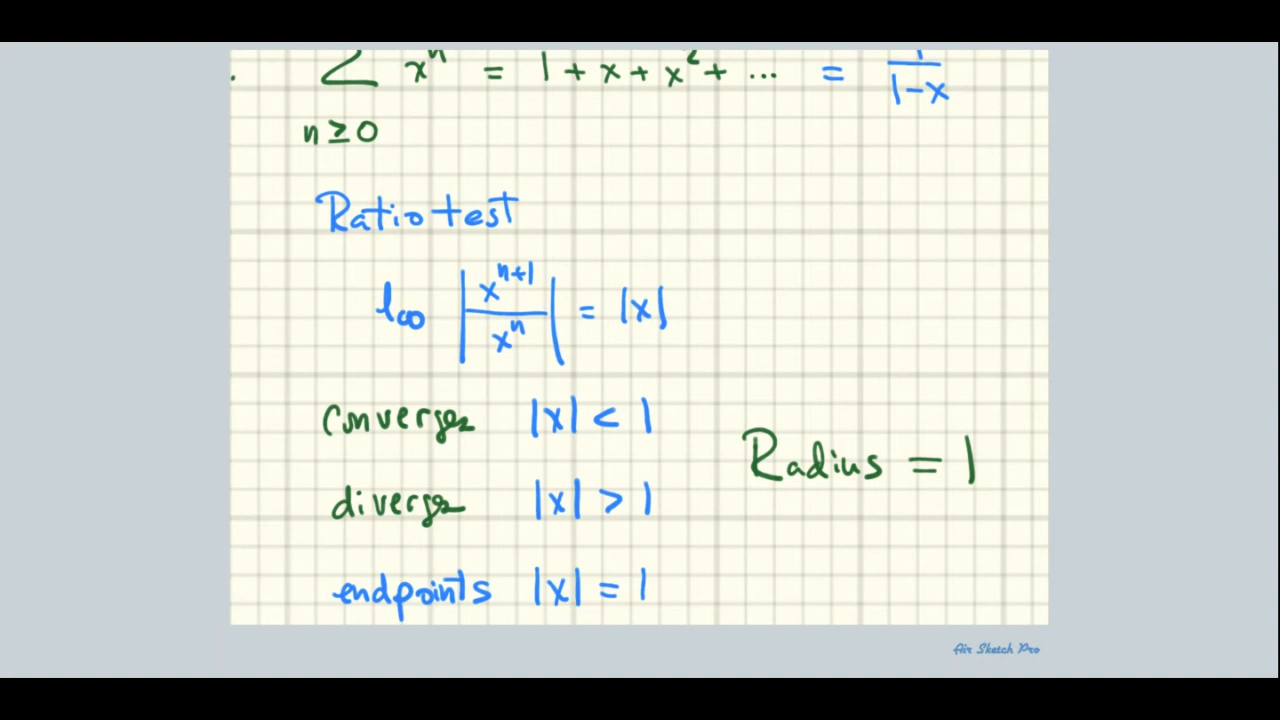 . ∑ xⁿ = 1 + x + x² + ... = 1/(1-x)
n ≥ 0
Ratio test
l∞ |xⁿ⁺¹/xⁿ| = |x|
converges |x| < 1
Radius = 1
diverges |x| > 1
endpoints |x| = 1
Air Sketch Pro